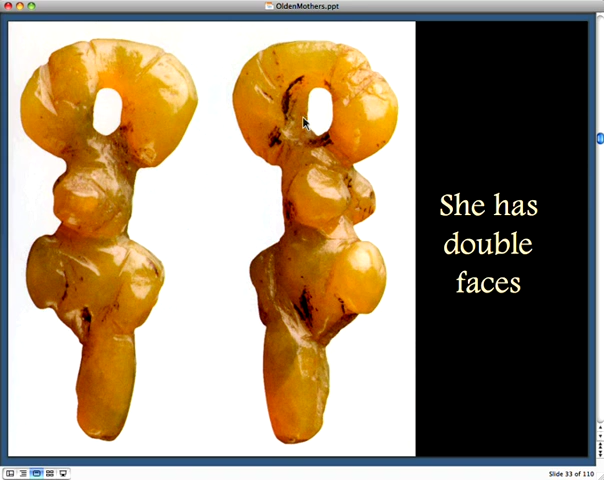 OldenMothers.ppt
She has
double
faces
Slide 33 of 110